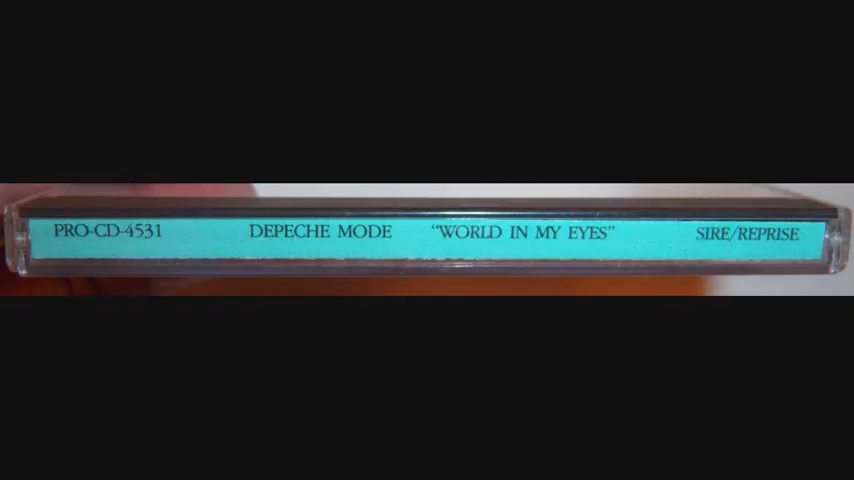 PRO-CD-4531 DEPECHE MODE “WORLD IN MY EYES” SIRE/REPRISE